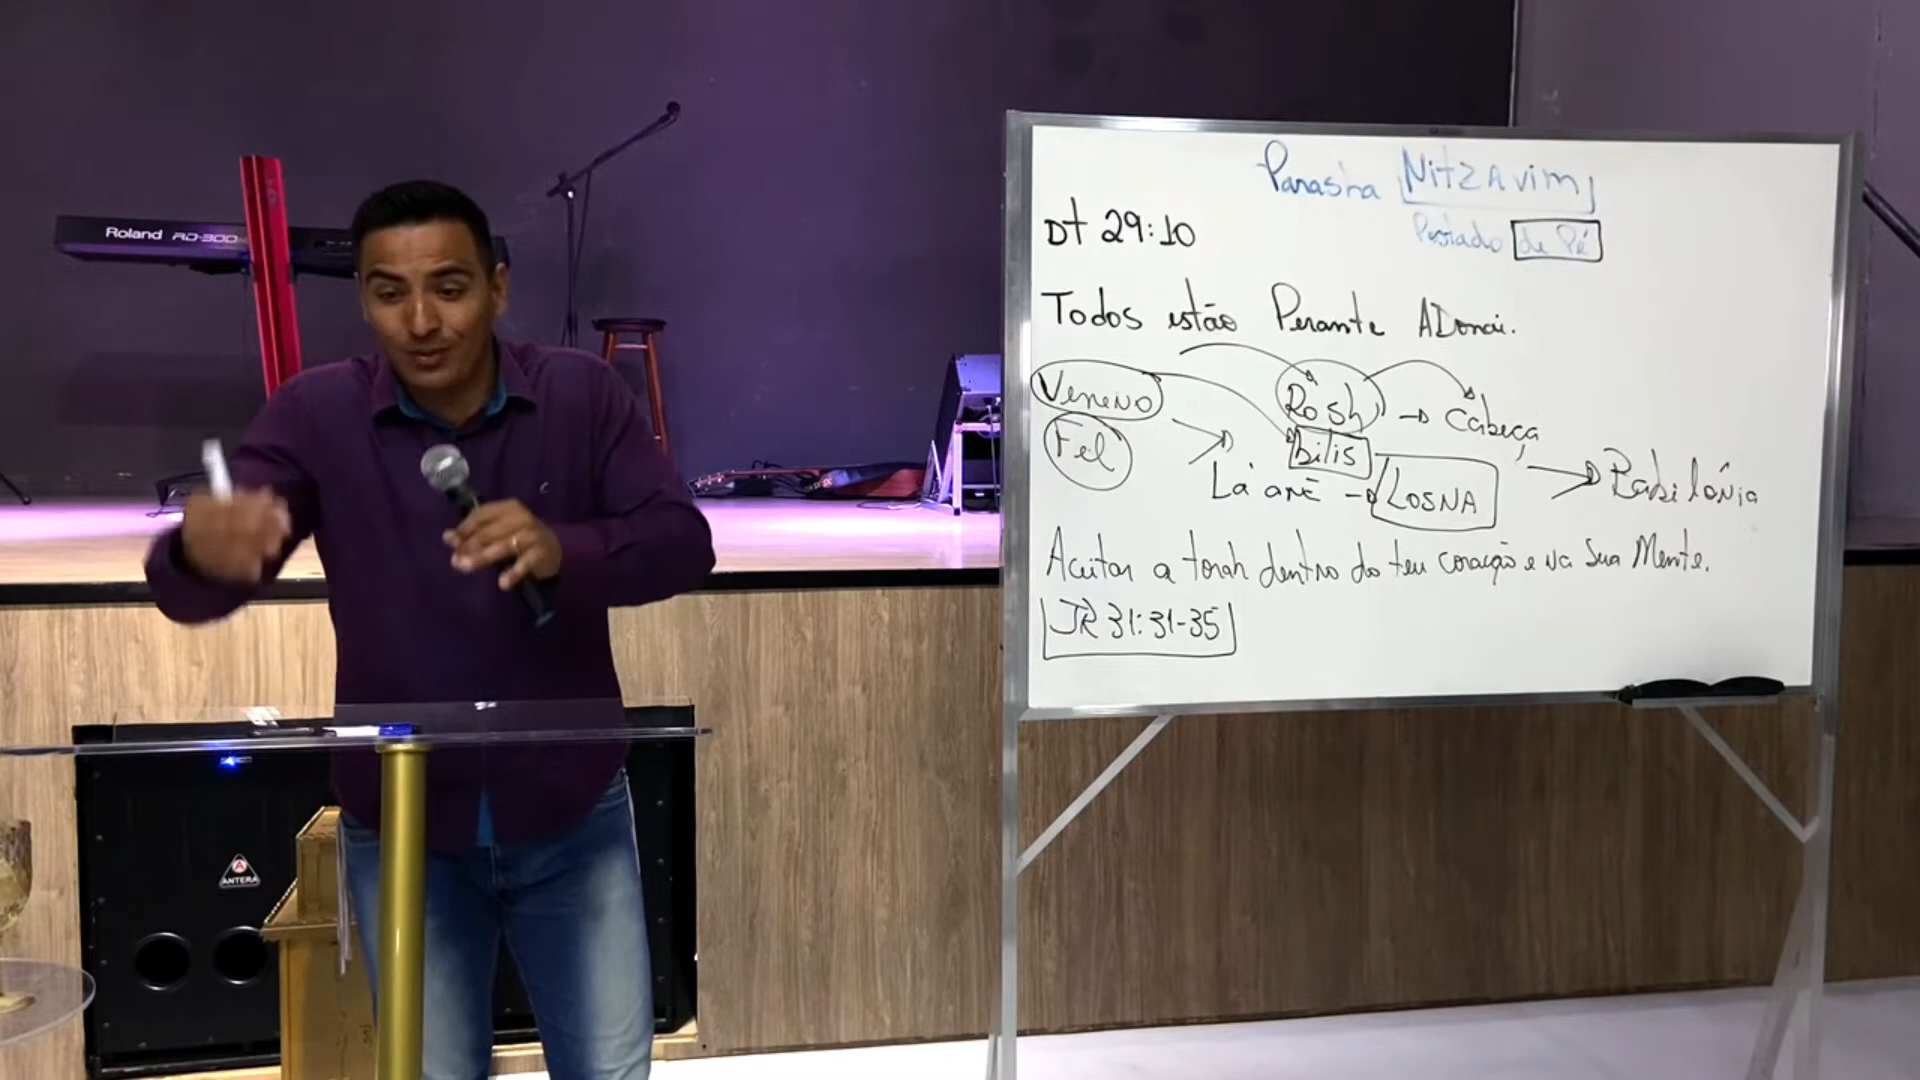 Parasha Nitzavim
Postado de Pé
Dt 29:10
Todos estão Perante ADonai.
Veneno Rosh → Cabeça
Fel Bilis
La anê → LOSNA → Babilônia
Aceitar a torah dentro do teu coração e na Sua Mente.
JR 31:31-35
Roland RD-300
ANTERA